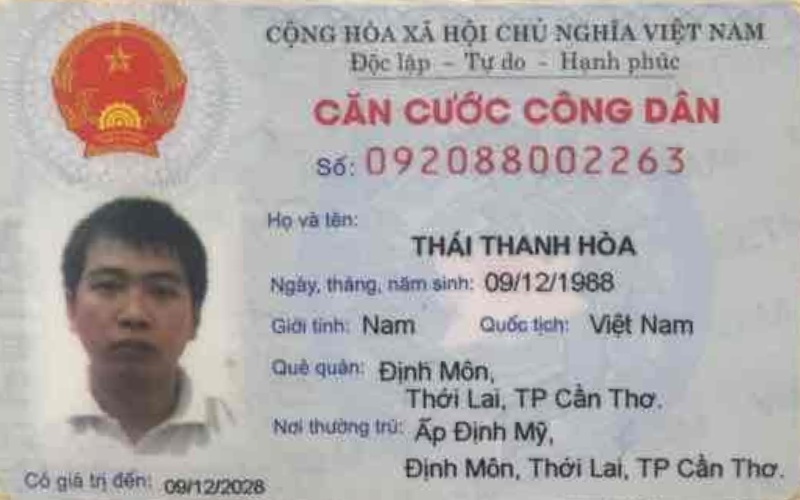 CỘNG HÒA XÃ HỘI CHỦ NGHĨA VIỆT NAM
Độc lập - Tự do - Hạnh phúc
CĂN CƯỚC CÔNG DÂN
Số: 092088002263
Họ và tên:
THÁI THANH HÒA
Ngày, tháng, năm sinh: 09/12/1988
Giới tính: Nam Quốc tịch: Việt Nam
Quê quán: Định Môn,
Thới Lai, TP Cần Thơ.
Nơi thường trú: Ấp Định Mỹ,
Định Môn, Thới Lai, TP Cần Thơ.
Có giá trị đến: 09/12/2028